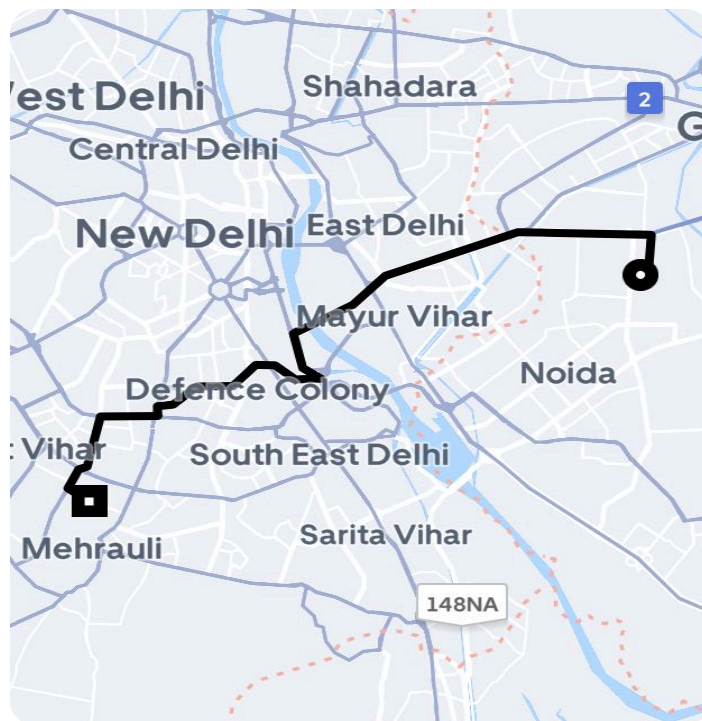 Shahadara
est Delhi
2
G
Central Delhi
East Delhi
New Delhi
Mayur Vihar
Noida
Defence Colony
t Vihar
South East Delhi
Sarita Vihar
Mehrauli
148NA